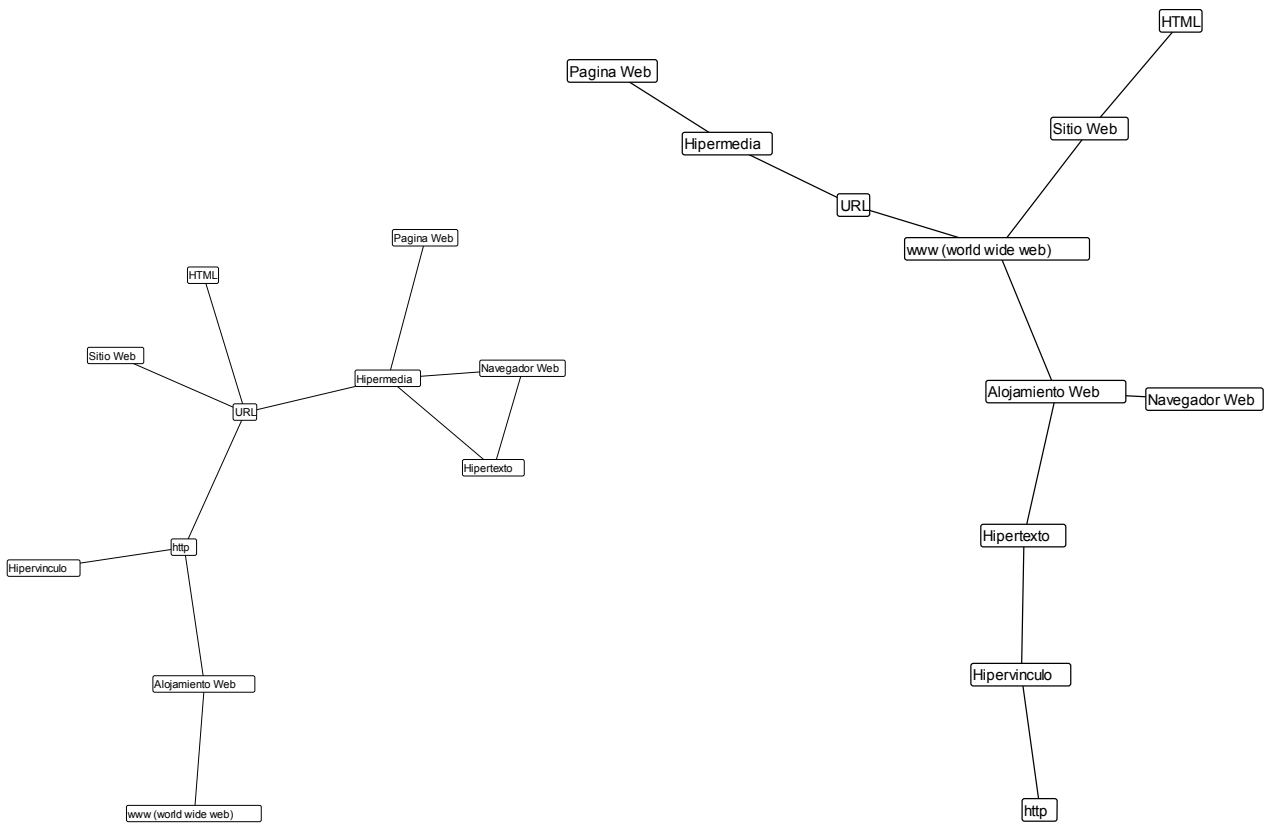 Pagina Web
HTML
Sitio Web
Hipermedia
Navegador Web
URL
Hipertexto
http
Hipervinculo
Alojamiento Web
www (world wide web)
HTML
Pagina Web
Sitio Web
Hipermedia
URL
www (world wide web)
Alojamiento Web
Navegador Web
Hipertexto
Hipervinculo
http